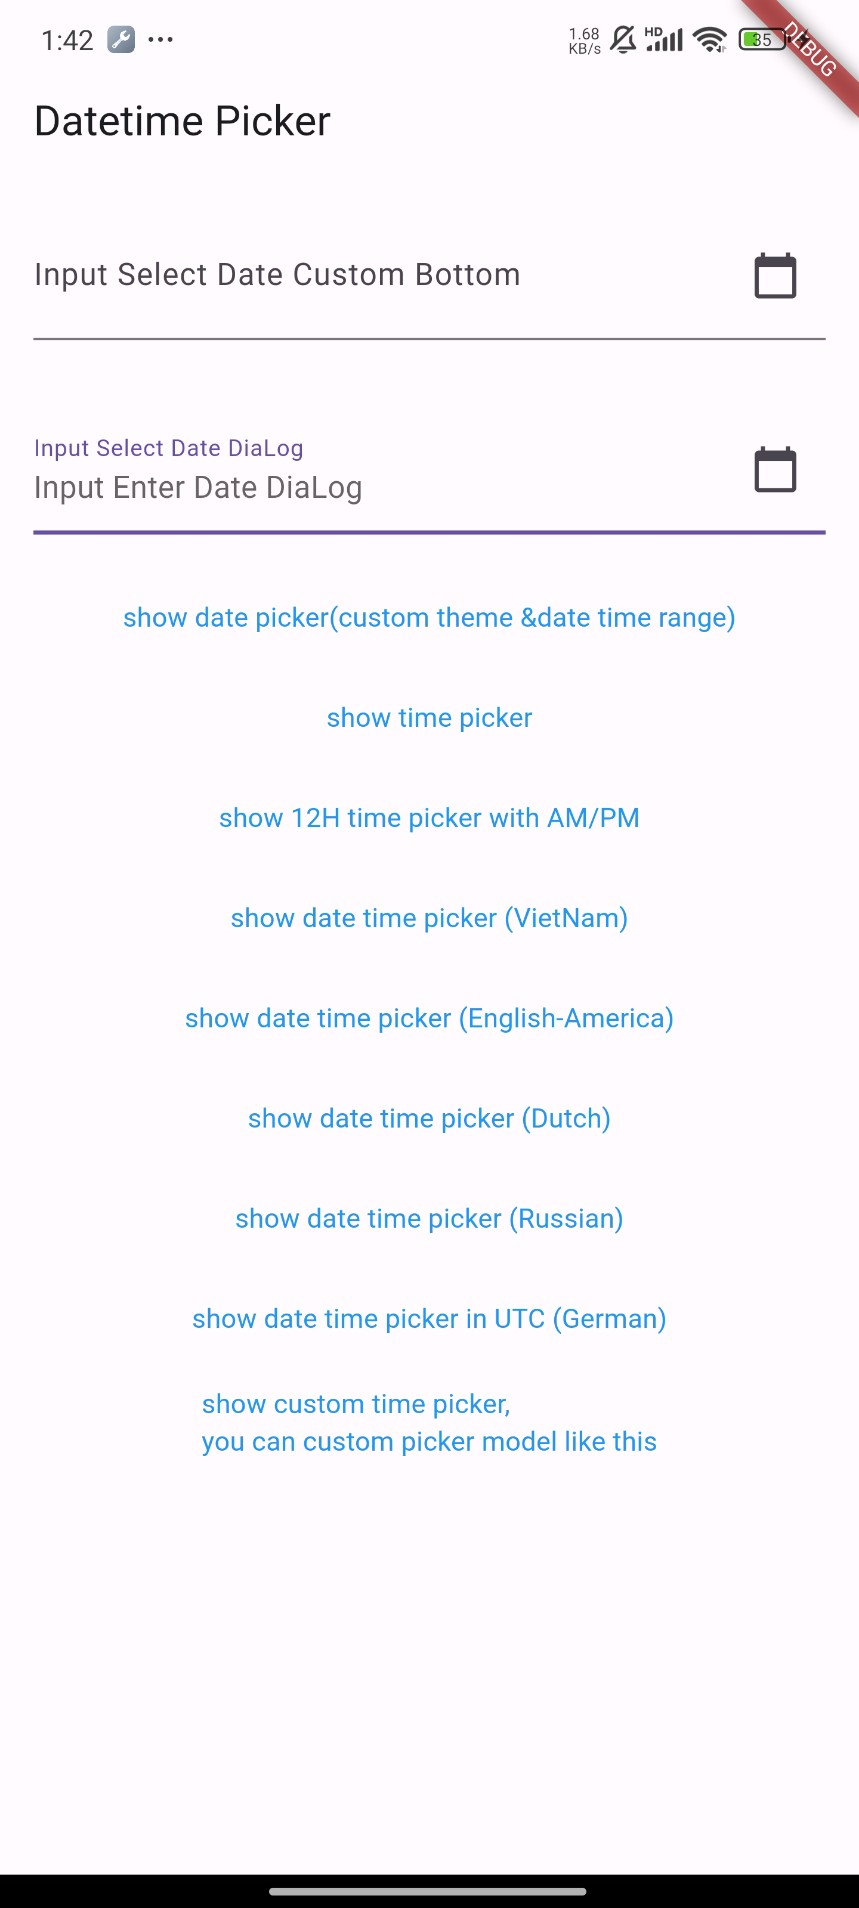 1:42
1.68
KB/s
HD
35
DEBUG
Datetime Picker
Input Select Date Custom Bottom
Input Select Date DiaLog
Input Enter Date DiaLog
show date picker(custom theme &date time range)
show time picker
show 12H time picker with AM/PM
show date time picker (VietNam)
show date time picker (English-America)
show date time picker (Dutch)
show date time picker (Russian)
show date time picker in UTC (German)
show custom time picker,
you can custom picker model like this